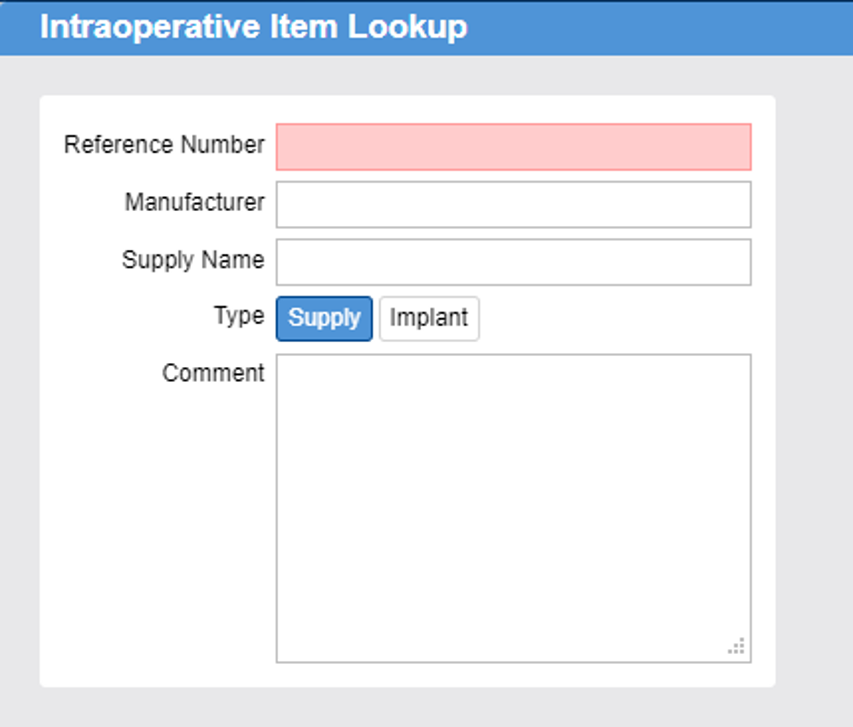 Intraoperative Item Lookup
Reference Number
Manufacturer
Supply Name
Type Supply Implant
Comment